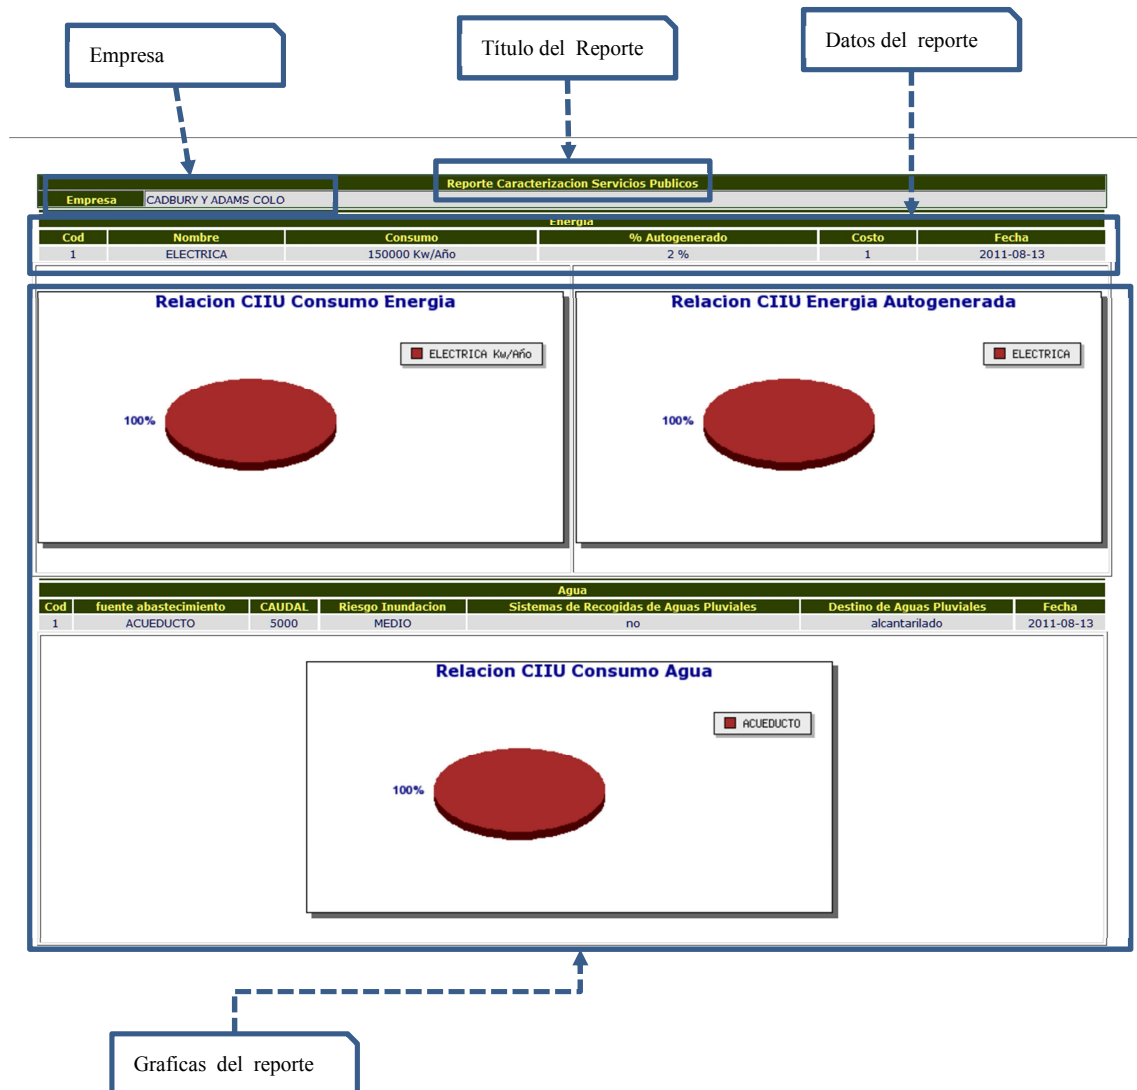 Empresa
Título del Reporte
Datos del reporte
Reporte Caracterizacion Servicios Publicos
Empresa CADBURY Y ADAMS COLO
Energia
Cod Nombre Consumo % Autogenerado Costo Fecha
1 ELECTRICA 150000 Kw/Año 2 % 1 2011-08-13
Relacion CIIU Consumo Energia
ELECTRICA Kw/Año
100%
Relacion CIIU Energia Autogenerada
ELECTRICA
100%
Agua
Cod fuente abastecimiento CAUDAL Riesgo Inundacion Sistemas de Recogidas de Aguas Pluviales Destino de Aguas Pluviales Fecha
1 ACUEDUCTO 5000 MEDIO no alcantarilado 2011-08-13
Relacion CIIU Consumo Agua
ACUEDUCTO
100%
Graficas del reporte